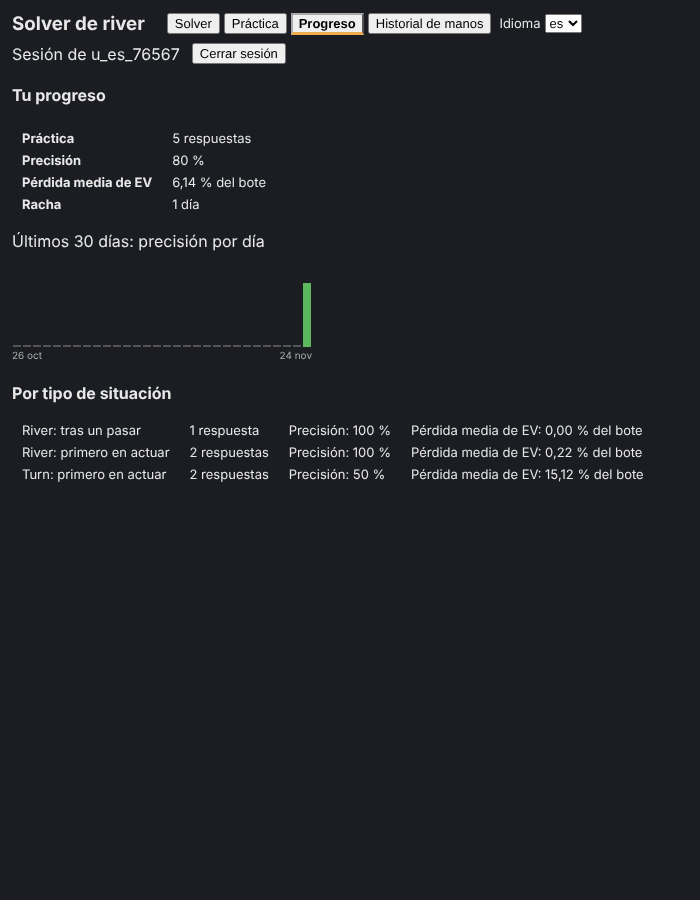 Solver de river Solver Práctica Progreso Historial de manos Idioma es
Sesión de u_es_76567 Cerrar sesión
Tu progreso
Práctica 5 respuestas
Precisión 80 %
Pérdida media de EV 6,14 % del bote
Racha 1 día
Últimos 30 días: precisión por día
26 oct 24 nov
Por tipo de situación
River: tras un pasar 1 respuesta Precisión: 100 % Pérdida media de EV: 0,00 % del bote
River: primero en actuar 2 respuestas Precisión: 100 % Pérdida media de EV: 0,22 % del bote
Turn: primero en actuar 2 respuestas Precisión: 50 % Pérdida media de EV: 15,12 % del bote